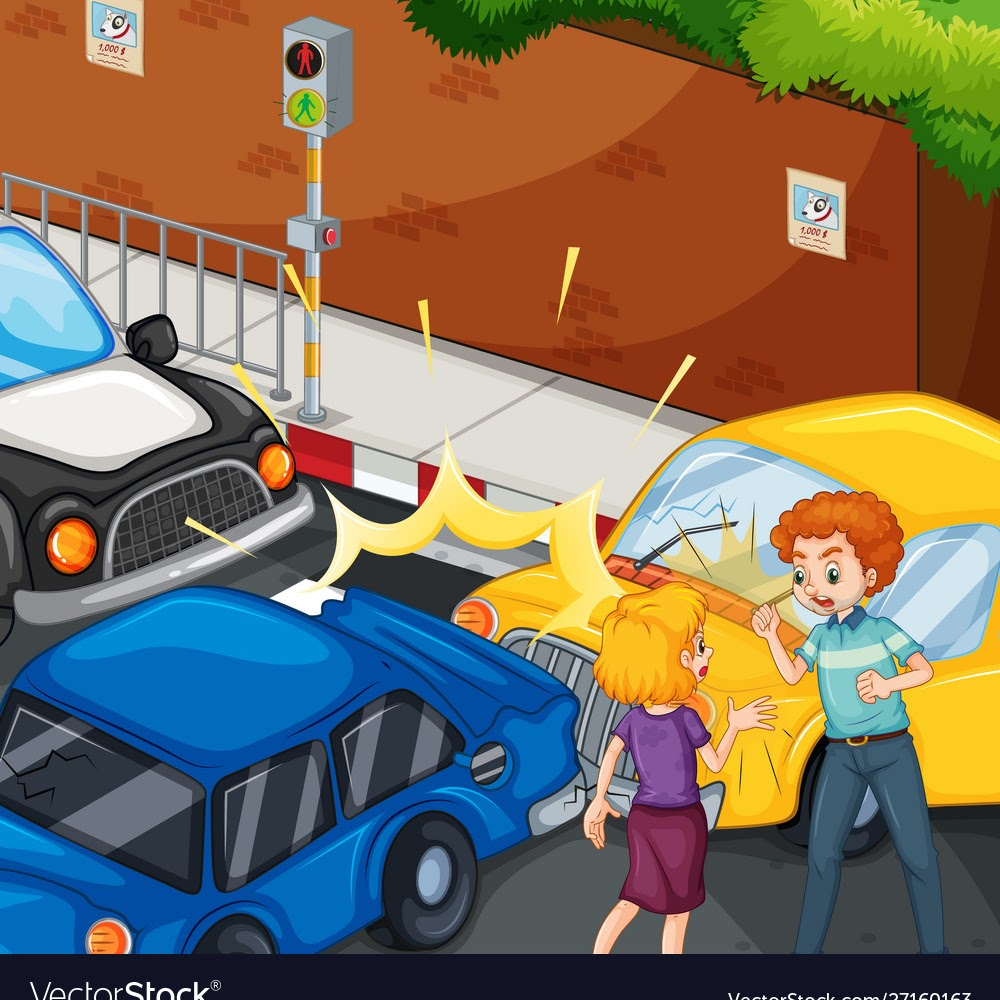 1,000 $
1,000 $
VectorStock®
VectorStock.com/27160163